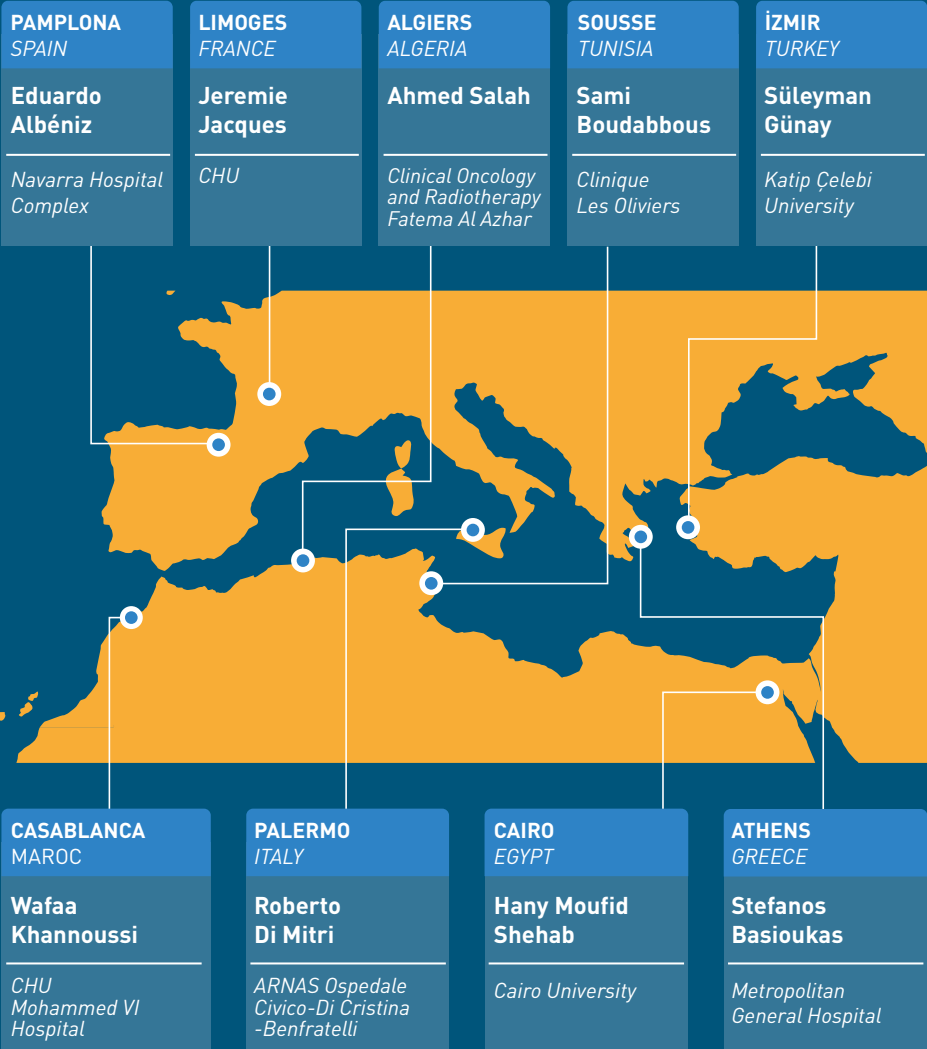 PAMPLONA
SPAIN
Eduardo
Albéniz
Navarra Hospital
Complex
LIMOGES
FRANCE
Jeremie
Jacques
CHU
ALGIERS
ALGERIA
Ahmed Salah
Clinical Oncology
and Radiotherapy
Fatema Al Azhar
SOUSSE
TUNISIA
Sami
Boudabbous
Clinique
Les Oliviers
İZMIR
TURKEY
Süleyman
Günay
Katip Çelebi
University
CASABLANCA
MAROC
Wafaa
Khannoussi
CHU
Mohammed VI
Hospital
PALERMO
ITALY
Roberto
Di Mitri
ARNAS Ospedale
Civico-Di Cristina
-Benfratelli
CAIRO
EGYPT
Hany Moufid
Shehab
Cairo University
ATHENS
GREECE
Stefanos
Basioukas
Metropolitan
General Hospital